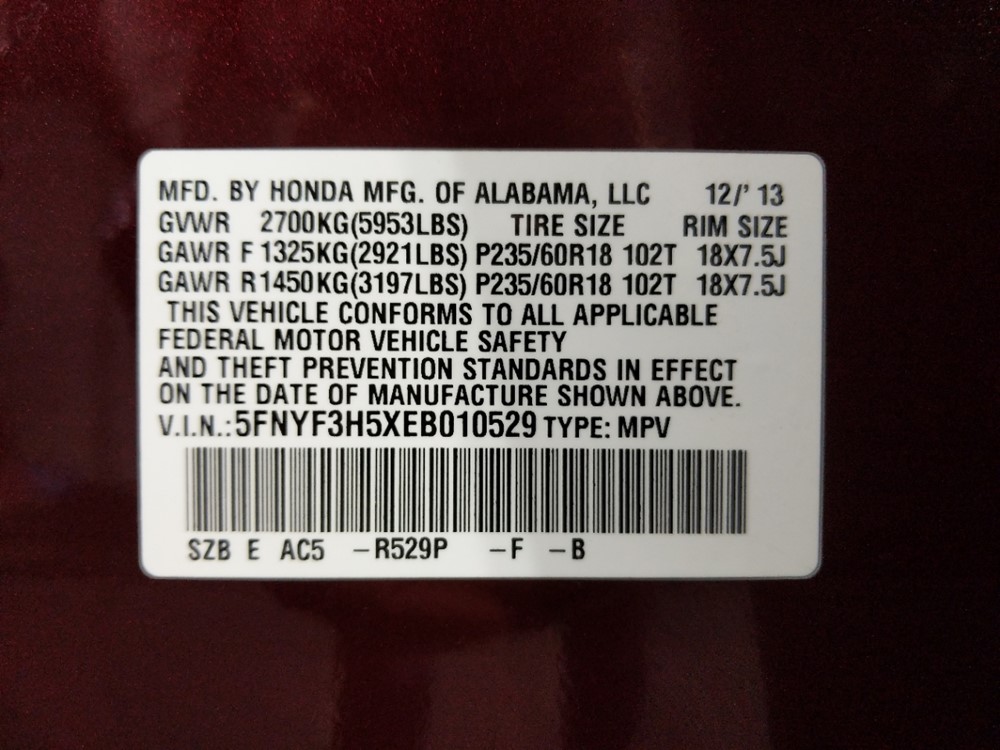 MFD. BY HONDA MFG. OF ALABAMA, LLC 12/' 13
GVWR 2700KG(5953LBS) TIRE SIZE RIM SIZE
GAWR F 1325KG(2921LBS) P235/60R18 102T 18X7.5J
GAWR R 1450KG(3197LBS) P235/60R18 102T 18X7.5J
THIS VEHICLE CONFORMS TO ALL APPLICABLE
FEDERAL MOTOR VEHICLE SAFETY
AND THEFT PREVENTION STANDARDS IN EFFECT
ON THE DATE OF MANUFACTURE SHOWN ABOVE.
V.I.N.:5FNYF3H5XEB010529 TYPE: MPV
SZB E AC5 –R529P –F –B